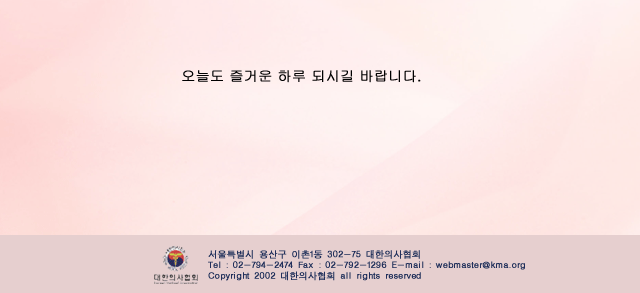 오늘도 즐거운 하루 되시길 바랍니다.
대한의사협회
서울특별시 용산구 이촌1동 302-75 대한의사협회
Tel : 02-794-2474 Fax : 02-792-1296 E-mail : webmaster@kma.org
Copyright 2002 대한의사협회 all rights reserved